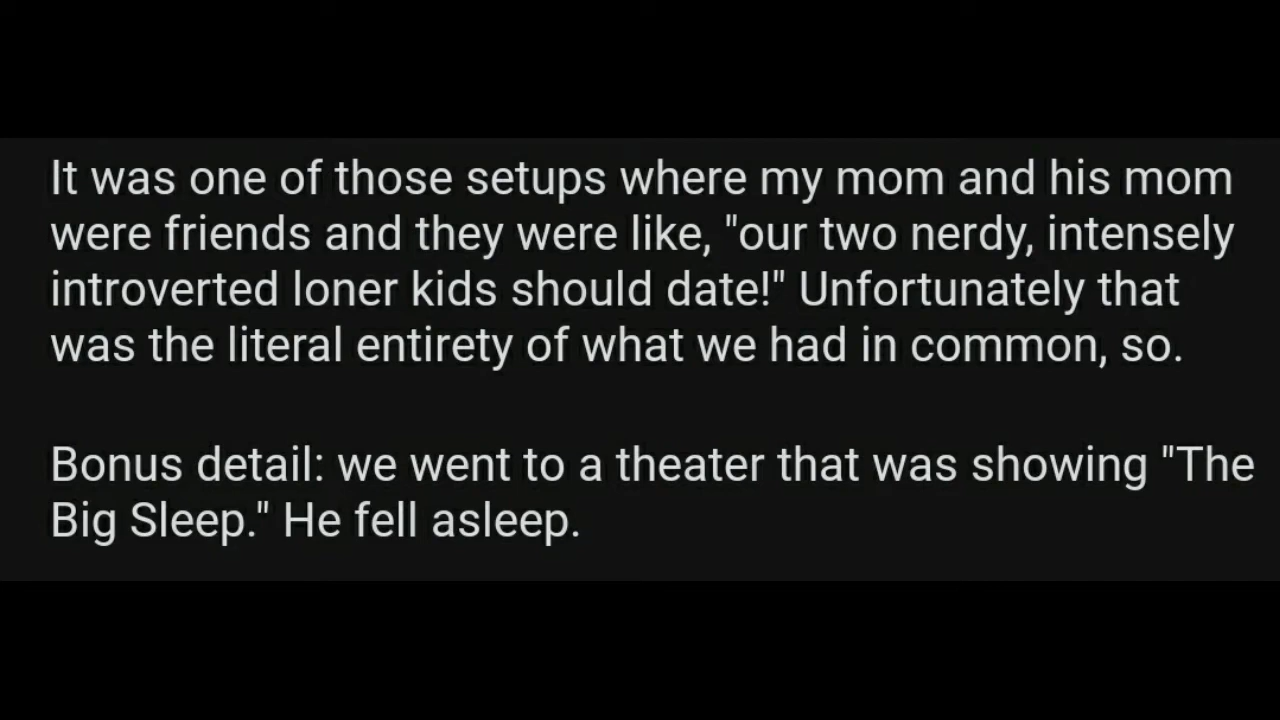 It was one of those setups where my mom and his mom
were friends and they were like, "our two nerdy, intensely
introverted loner kids should date!" Unfortunately that
was the literal entirety of what we had in common, so.
Bonus detail: we went to a theater that was showing "The
Big Sleep." He fell asleep.